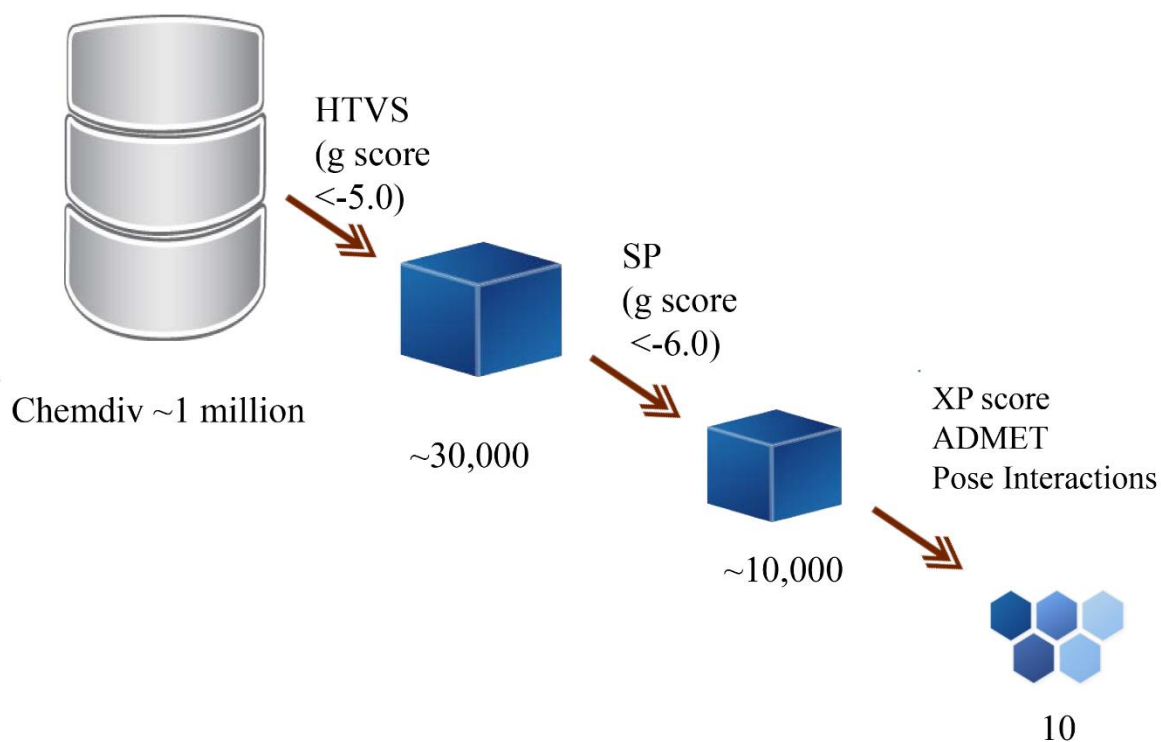 HTVS
(g score
<-5.0)
Chemdiv ~1 million
SP
(g score
<-6.0)
~30,000
XP score
ADMET
Pose Interactions
~10,000
10